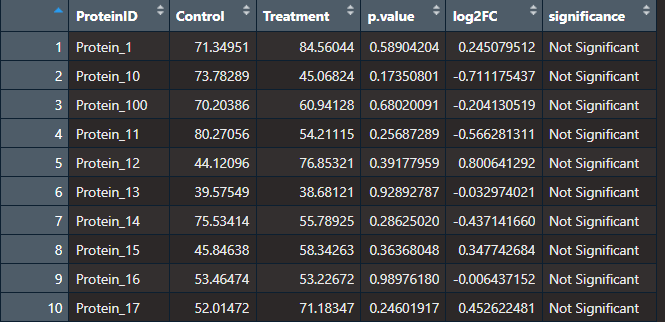 ProteinID Control Treatment p.value log2FC significance
1 Protein_1 71.34951 84.56044 0.58904204 0.245079512 Not Significant
2 Protein_10 73.78289 45.06824 0.17350801 -0.711175437 Not Significant
3 Protein_100 70.20386 60.94128 0.68020091 -0.204130519 Not Significant
4 Protein_11 80.27056 54.21115 0.25687289 -0.566281311 Not Significant
5 Protein_12 44.12096 76.85321 0.39177959 0.800641292 Not Significant
6 Protein_13 39.57549 38.68121 0.92892787 -0.032974021 Not Significant
7 Protein_14 75.53414 55.78925 0.28625020 -0.437141660 Not Significant
8 Protein_15 45.84638 58.34263 0.36368048 0.347742684 Not Significant
9 Protein_16 53.46474 53.22672 0.98976180 -0.006437152 Not Significant
10 Protein_17 52.01472 71.18347 0.24601917 0.452622481 Not Significant